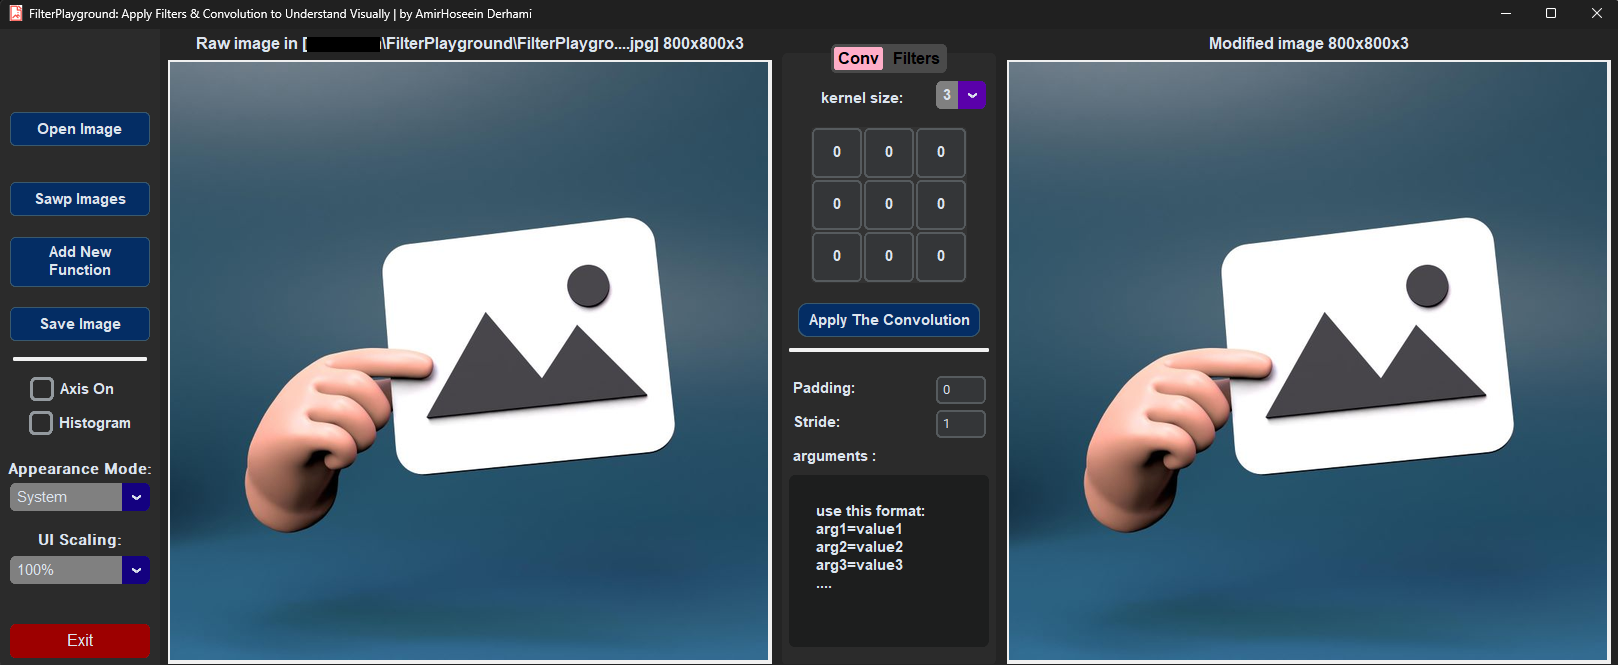 FilterPlayground: Apply Filters & Convolution to Understand Visually | by AmirHoseein Derhami
Raw image in [\FilterPlayground\FilterPlaygro....jpg] 800x800x3
Modified image 800x800x3
Open Image
Sawp Images
Add New
Function
Save Image
Axis On
Histogram
Appearance Mode:
System
UI Scaling:
100%
Exit
Conv Filters
kernel size: 3
0 0 0
0 0 0
0 0 0
Apply The Convolution
Padding: 0
Stride: 1
arguments :
use this format:
arg1=value1
arg2=value2
arg3=value3
....